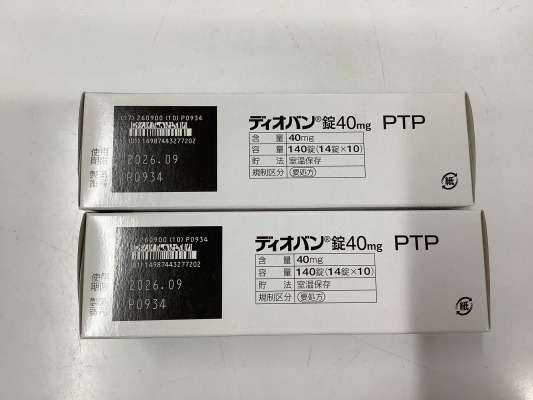 (17) 260900 (10) P0934
(01) 14987443277202
使用
期限
2026.09
製造
番号
P0934
ディオバン®錠40mg PTP
含量 40mg
容量 140錠(14錠×10)
貯法 室温保存
規制区分 要処方
紙
260900 (10) P0934
(01) 14987443277202
使用
期限
2026.09
製造
番号
P0934
ディオバン®錠40mg PTP
含量 40mg
容量 140錠(14錠×10)
貯法 室温保存
規制区分 要処方
紙